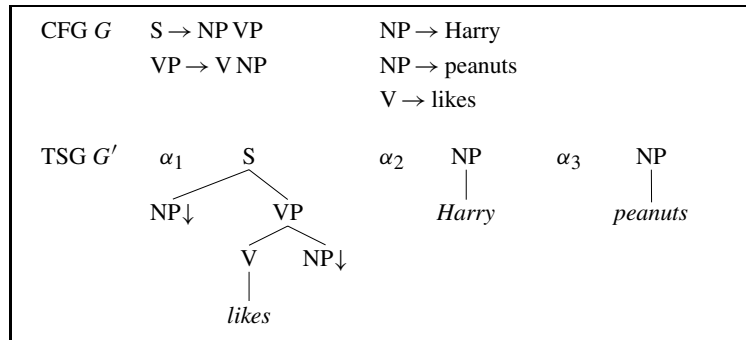 CFG G S → NP VP NP → Harry
VP → V NP NP → peanuts
V → likes
TSG G′ α1 S α2 NP α3 NP
NP↓ VP Harry peanuts
V NP↓
likes